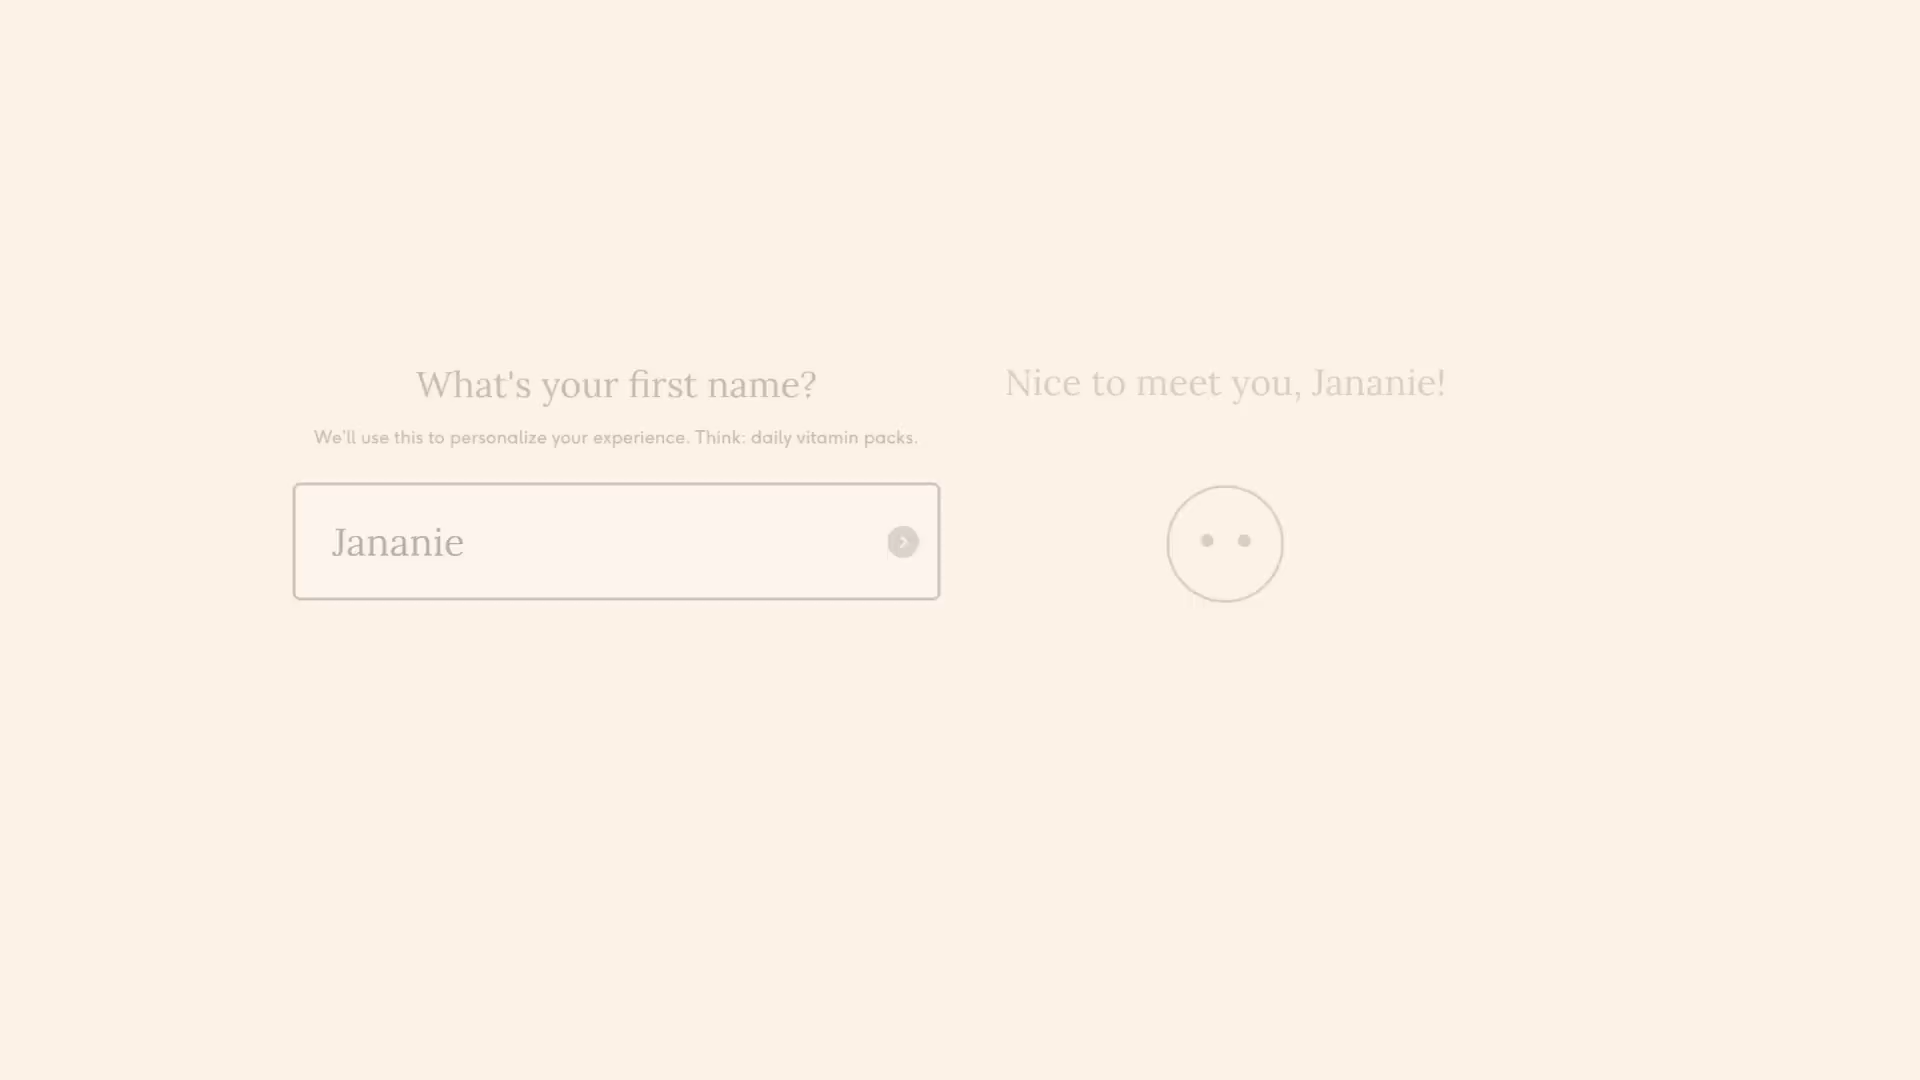 What's your first name?
We'll use this to personalize your experience. Think: daily vitamin packs.
Jananie
Nice to meet you, Jananie!